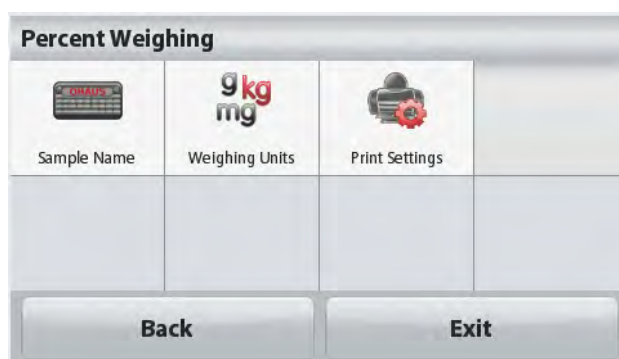 Percent Weighing
OHAUS
g kg
mg
Sample Name
Weighing Units
Print Settings
Back
Exit